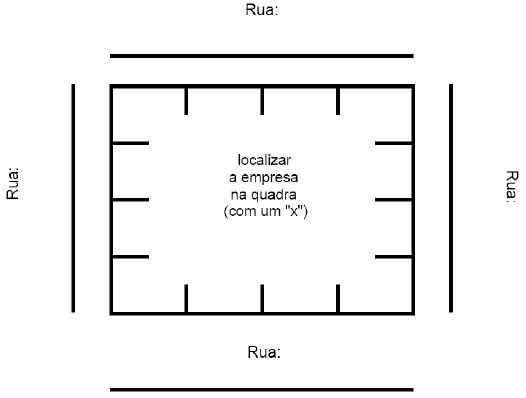 Rua:
Rua:
localizar
a empresa
na quadra
(com um "x")
Rua:
Rua: